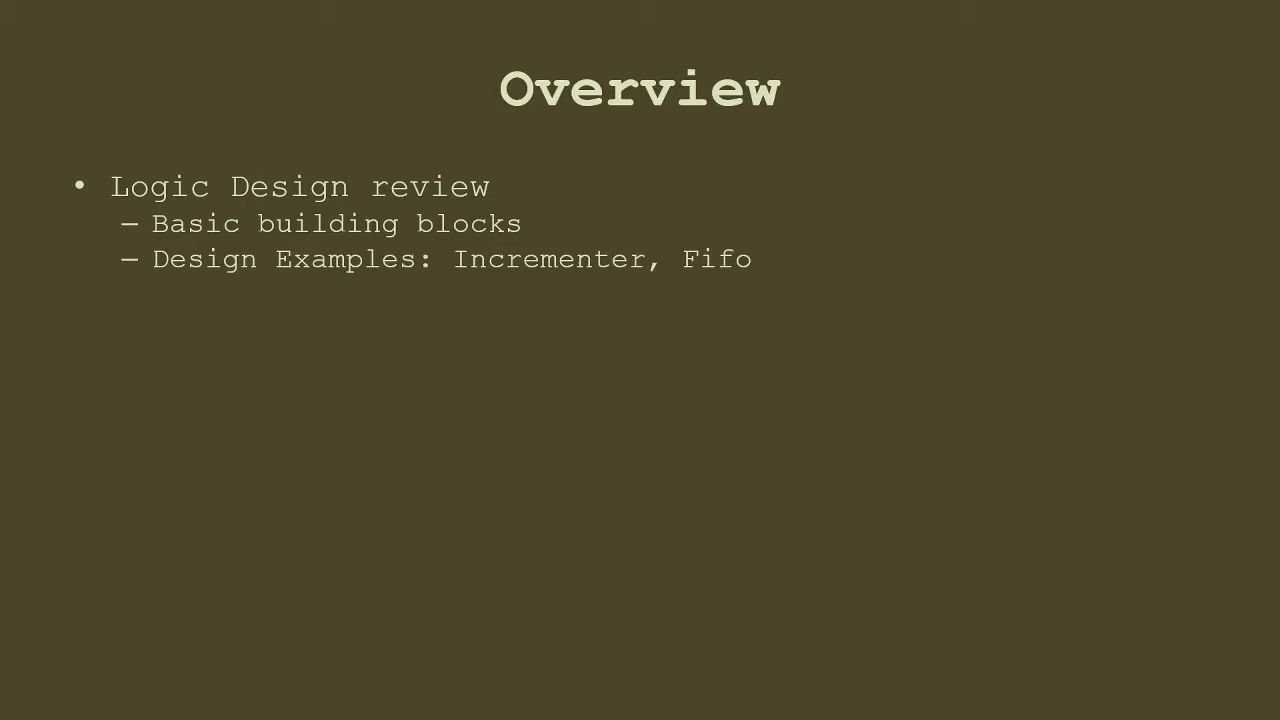 Overview
• Logic Design review
– Basic building blocks
– Design Examples: Incrementer, Fifo